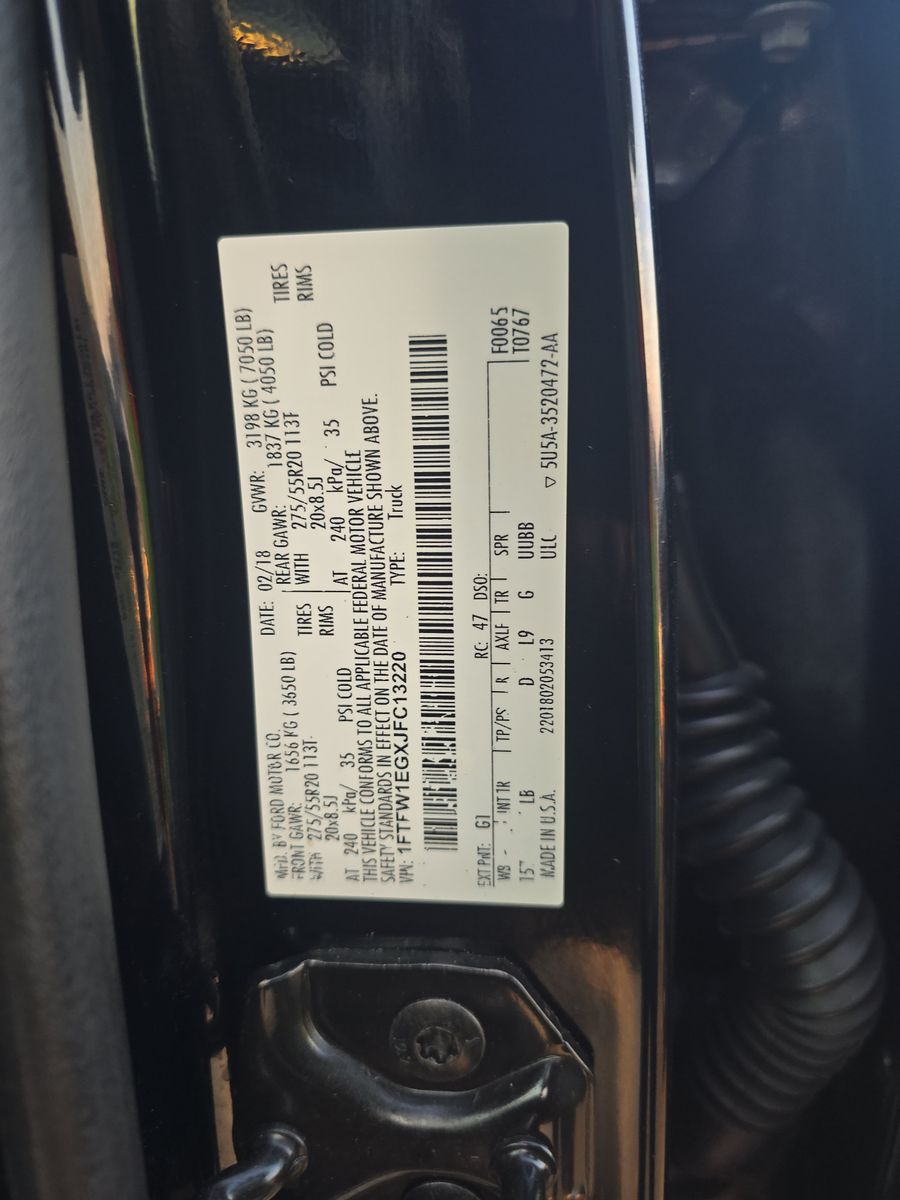 MFD. BY FORD MOTOR CO. DATE: 02/18 GVWR: 3198 KG ( 7050 LB)
FRONT GAWR: 1656 KG ( 3650 LB) REAR GAWR: 1837 KG ( 4050 LB)
WITH 275/55R20 113T TIRES WITH 275/55R20 113T TIRES
20x8.5J RIMS 20x8.5J RIMS
AT 240 kPa/ 35 PSI COLD AT 240 kPa/ 35 PSI COLD
THIS VEHICLE CONFORMS TO ALL APPLICABLE FEDERAL MOTOR VEHICLE
SAFETY STANDARDS IN EFFECT ON THE DATE OF MANUFACTURE SHOWN ABOVE.
VIN: 1FTFW1EGXJFC13220 TYPE: Truck
EXT PNT: G1 RC: 47 DSO: F0065
WB INT TR TP/PS R AXLE TR SPR T0767
LB D L9 G UUBB
MADE IN U.S.A. 2201802053413 ULC ▽ 5U5A-3520472-AA